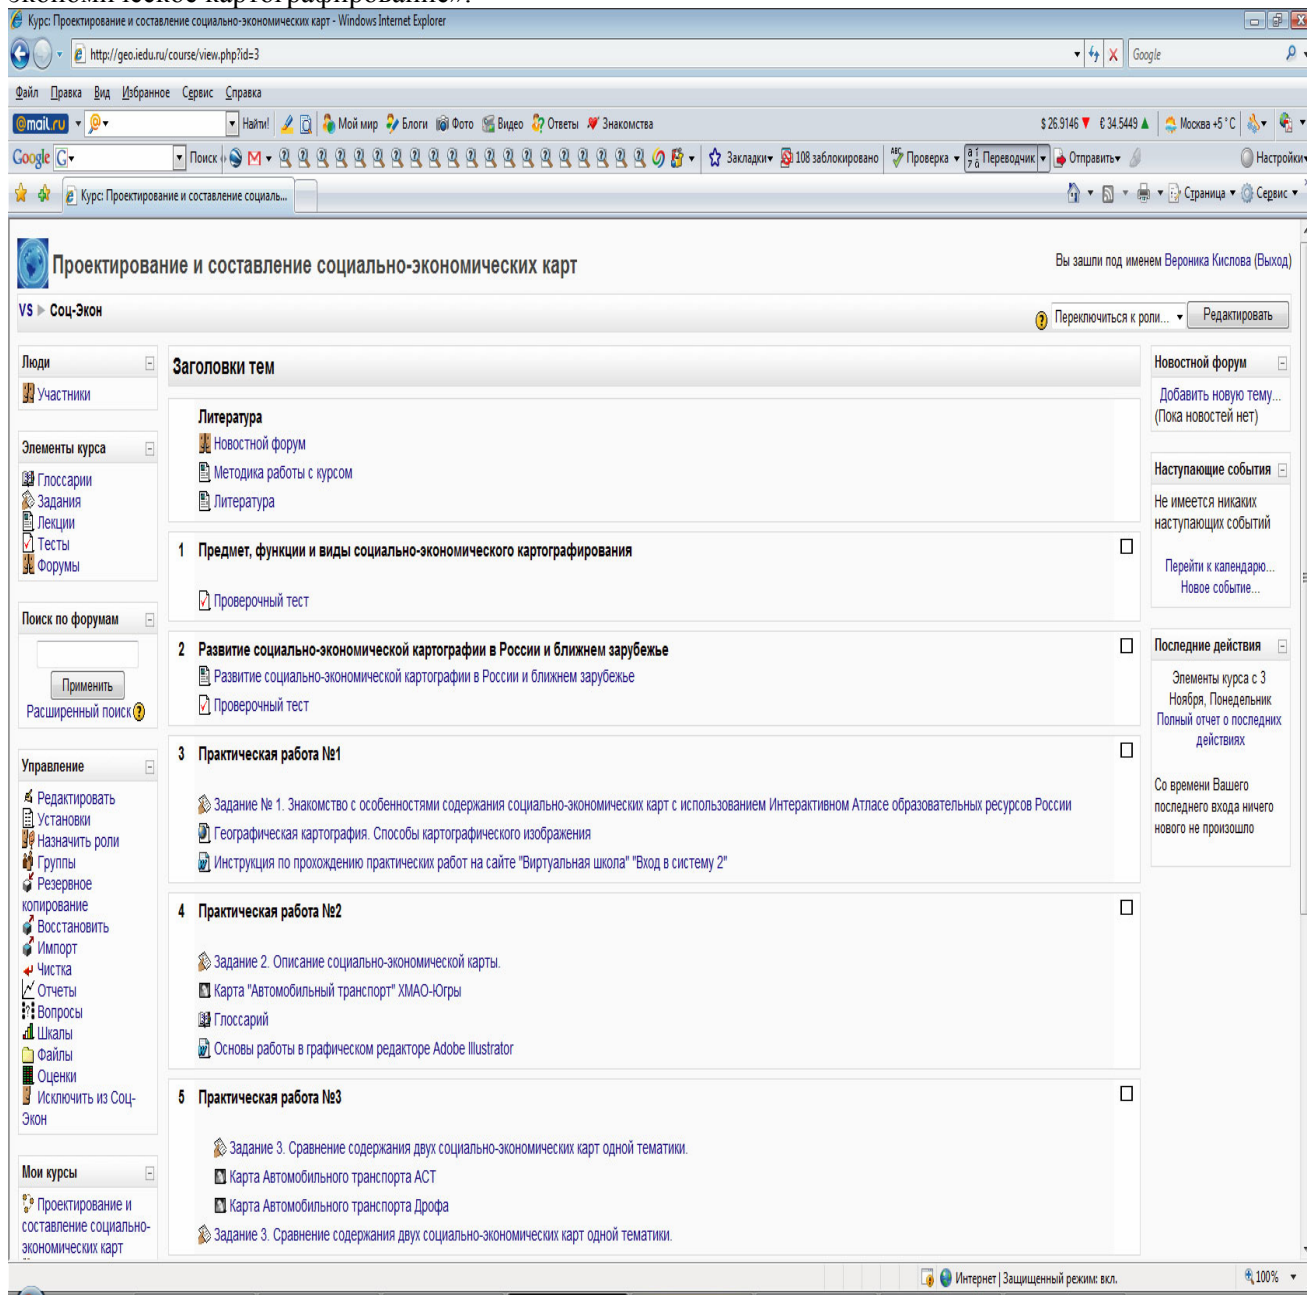 Курс: Проектирование и составление социально-экономических карт - Windows Internet Explorer
http://geo.iedu.ru/course/view.php?id=3
Google
Файл Правка Вид Избранное Сервис Справка
@mail.ru Найти! Мой мир Блоги Фото Видео Ответы Знакомства $ 26.9146 € 34.5449 Москва +5 °C
Google Поиск Закладки 108 заблокировано Проверка Переводчик Отправить Настройки
Курс: Проектирование и составление социаль... Страница Сервис
Проектирование и составление социально-экономических карт
Вы зашли под именем Вероника Кислова (Выход)
VS ► Соц-Экон
Переключиться к роли... Редактировать
Люди
Участники
Элементы курса
Глоссарии
Задания
Лекции
Тесты
Форумы
Поиск по форумам
Применить
Расширенный поиск
Управление
Редактировать
Установки
Назначить роли
Группы
Резервное
копирование
Восстановить
Импорт
Чистка
Отчеты
Вопросы
Шкалы
Файлы
Оценки
Исключить из Соц-
Экон
Мои курсы
Проектирование и
составление социально-
экономических карт
Заголовки тем
Литература
Новостной форум
Методика работы с курсом
Литература
1 Предмет, функции и виды социально-экономического картографирования
Проверочный тест
2 Развитие социально-экономической картографии в России и ближнем зарубежье
Развитие социально-экономической картографии в России и ближнем зарубежье
Проверочный тест
3 Практическая работа №1
Задание № 1. Знакомство с особенностями содержания социально-экономических карт с использованием Интерактивном Атласе образовательных ресурсов России
Географическая картография. Способы картографического изображения
Инструкция по прохождению практических работ на сайте "Виртуальная школа" "Вход в систему 2"
4 Практическая работа №2
Задание 2. Описание социально-экономической карты.
Карта "Автомобильный транспорт" ХМАО-Югры
Глоссарий
Основы работы в графическом редакторе Adobe Illustrator
5 Практическая работа №3
Задание 3. Сравнение содержания двух социально-экономических карт одной тематики.
Карта Автомобильного транспорта АСТ
Карта Автомобильного транспорта Дрофа
Задание 3. Сравнение содержания двух социально-экономических карт одной тематики.
Новостной форум
Добавить новую тему...
(Пока новостей нет)
Наступающие события
Не имеется никаких
наступающих событий
Перейти к календарю...
Новое событие...
Последние действия
Элементы курса с 3
Ноября, Понедельник
Полный отчет о последних
действиях
Со времени Вашего
последнего входа ничего
нового не произошло
Интернет | Защищенный режим: вкл.
100%